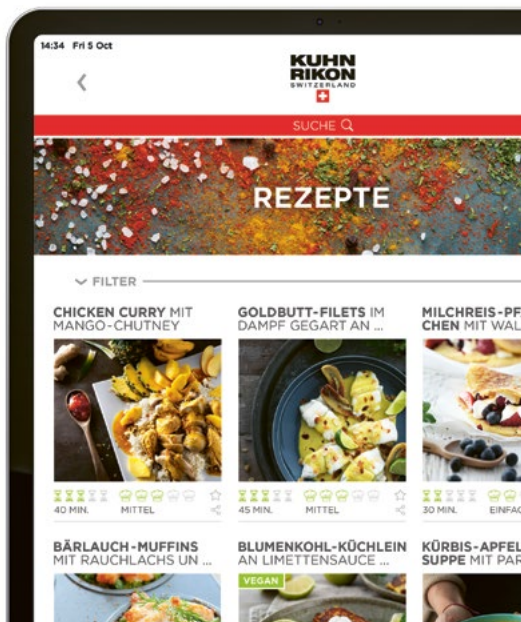 14:34 Fri 5 Oct
KUHN
RIKON
SWITZERLAND
SUCHE
REZEPTE
FILTER
CHICKEN CURRY MIT
MANGO-CHUTNEY
GOLDBUTT-FILETS IM
DAMPF GEGART AN ...
MILCHREIS-PF
CHEN MIT WAL
40 MIN. MITTEL
45 MIN. MITTEL
30 MIN. EINFAC
BÄRLAUCH-MUFFINS
MIT RAUCHLACHS UN ...
BLUMENKOHL-KÜCHLEIN
AN LIMETTENSAUCE ...
KÜRBIS-APFEL
SUPPE MIT PAR
VEGAN